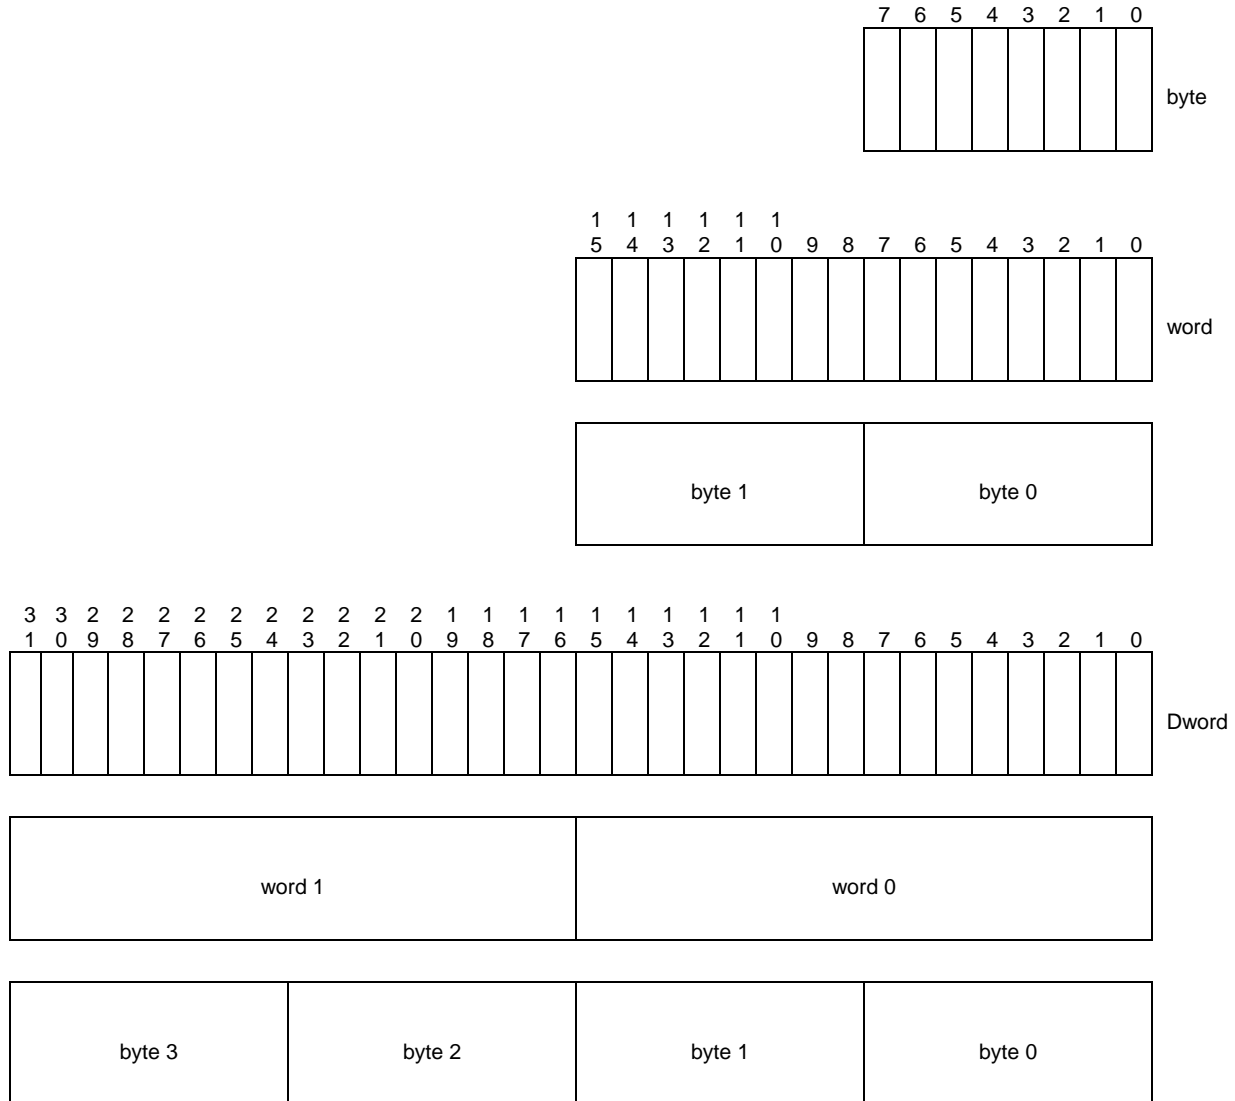 7 6 5 4 3 2 1 0
byte
1 1 1 1 1 1
5 4 3 2 1 0 9 8 7 6 5 4 3 2 1 0
word
byte 1 byte 0
3 3 2 2 2 2 2 2 2 2 2 2 1 1 1 1 1 1 1 1 1 1
1 0 9 8 7 6 5 4 3 2 1 0 9 8 7 6 5 4 3 2 1 0 9 8 7 6 5 4 3 2 1 0
Dword
word 1 word 0
byte 3 byte 2 byte 1 byte 0